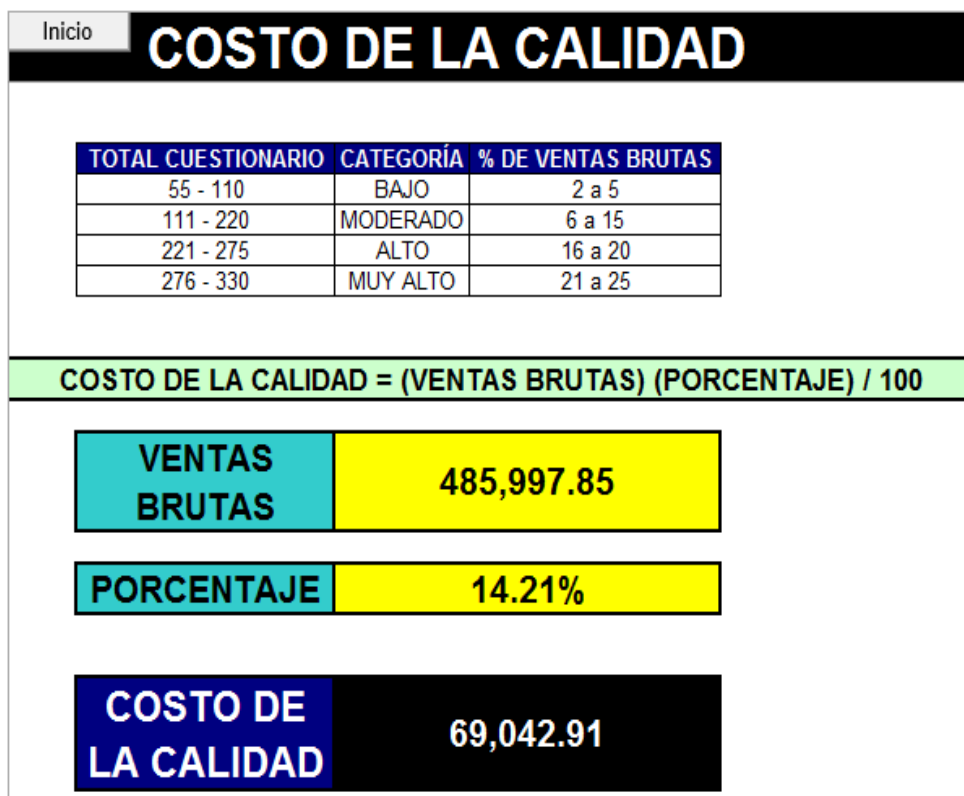 Inicio
COSTO DE LA CALIDAD
TOTAL CUESTIONARIO CATEGORÍA % DE VENTAS BRUTAS
55 - 110 BAJO 2 a 5
111 - 220 MODERADO 6 a 15
221 - 275 ALTO 16 a 20
276 - 330 MUY ALTO 21 a 25
COSTO DE LA CALIDAD = (VENTAS BRUTAS) (PORCENTAJE) / 100
VENTAS
BRUTAS
485,997.85
PORCENTAJE 14.21%
COSTO DE
LA CALIDAD
69,042.91